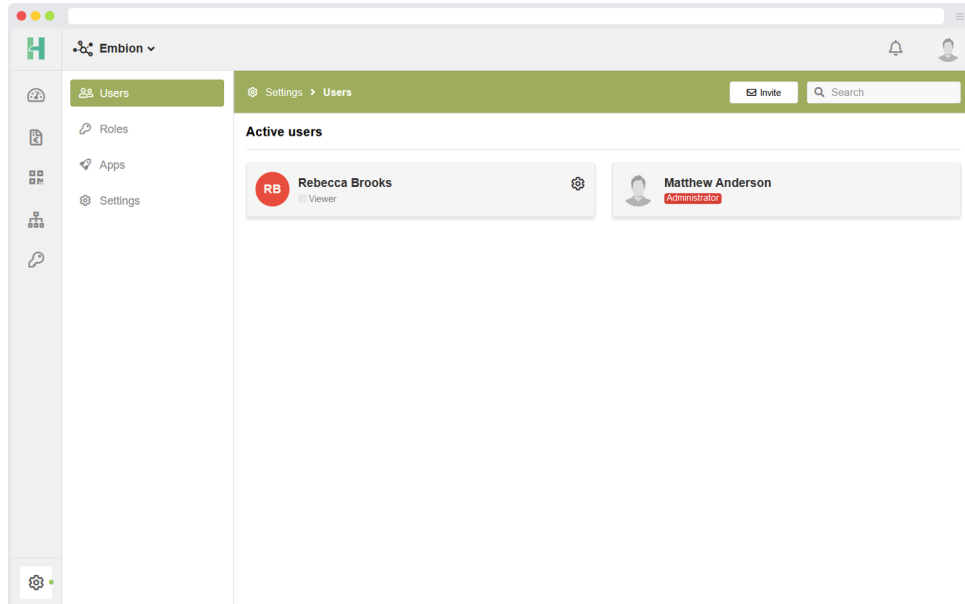 Embion
Users
Roles
Apps
Settings
Settings > Users
Invite
Search
Active users
RB
Rebecca Brooks
Viewer
Matthew Anderson
Administrator